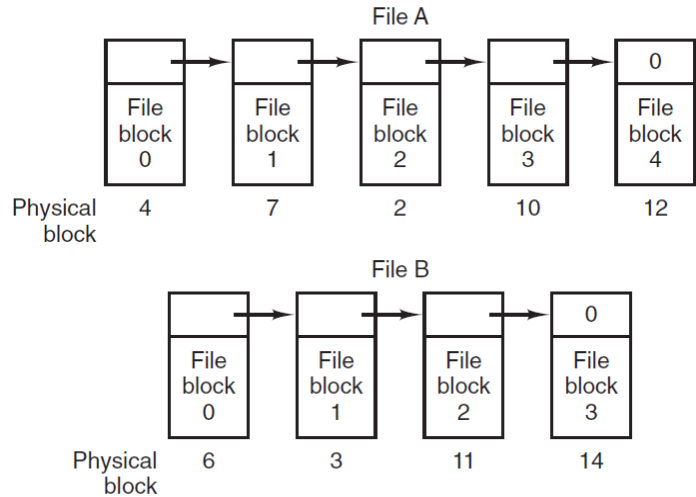 File A
0
File File File File File
block block block block block
0 1 2 3 4
Physical 4 7 2 10 12
block
File B
0
File File File File
block block block block
0 1 2 3
Physical 6 3 11 14
block